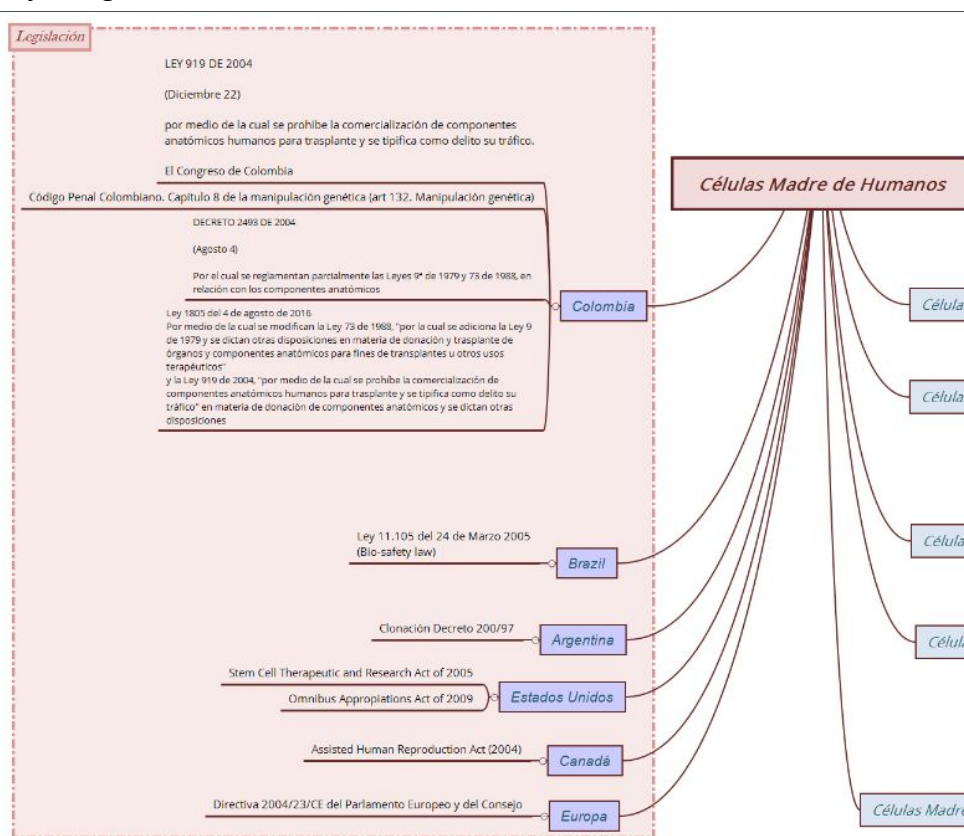 Legislación
LEY 919 DE 2004
(Diciembre 22)
por medio de la cual se prohibe la comercialización de componentes
anatómicos humanos para trasplante y se tipifica como delito su tráfico.
El Congreso de Colombia
Código Penal Colombiano. Capitulo 8 de la manipulación genética (art 132. Manipulación genética)
DECRETO 2493 DE 2004
(Agosto 4)
Por el cual se reglamentan parcialmente las Leyes 9ª de 1979 y 73 de 1988, en
relación con los componentes anatómicos
Ley 1805 del 4 de agosto de 2016
Por medio de la cual se modifican la Ley 73 de 1988, "por la cual se adiciona la Ley 9
de 1979 y se dictan otras disposiciones en materia de donación y trasplante de
órganos y componentes anatómicos para fines de transplantes u otros usos
terapéuticos"
y la Ley 919 de 2004, "por medio de la cual se prohíbe la comercialización de
componentes anatómicos humanos para trasplante y se tipifica como delito su
tráfico" en materia de donación de componentes anatómicos y se dictan otras
disposiciones
Colombia
Ley 11.105 del 24 de Marzo 2005
(Bio-safety law)
Brazil
Clonación Decreto 200/97
Argentina
Stem Cell Therapeutic and Research Act of 2005
Omnibus Appropiations Act of 2009
Estados Unidos
Assisted Human Reproduction Act (2004)
Canadá
Directiva 2004/23/CE del Parlamento Europeo y del Consejo
Europa
Células Madre de Humanos
Células Madre